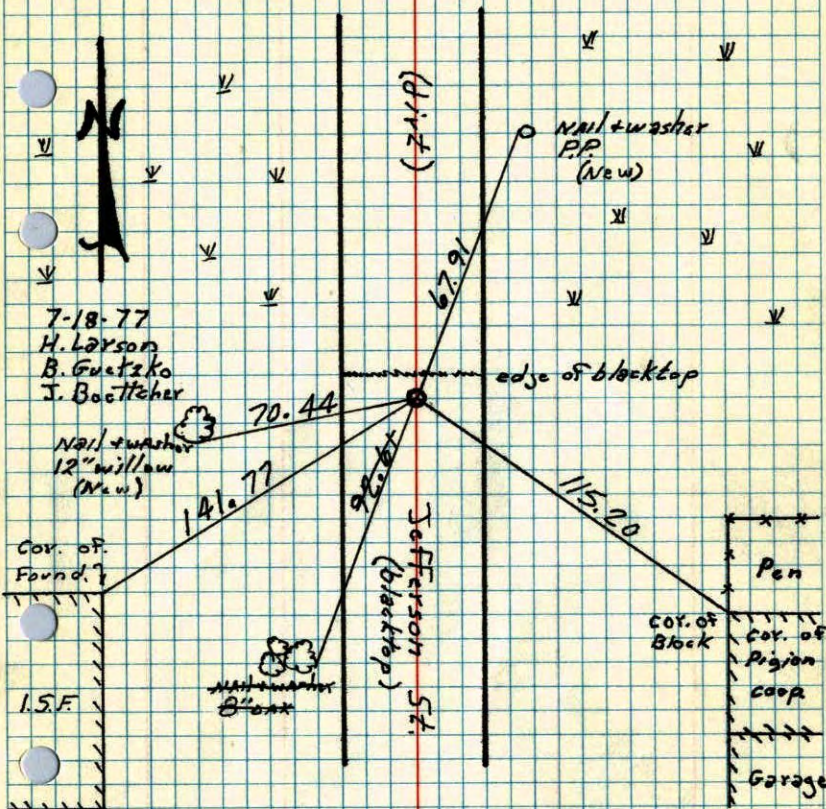 N
(dirt)
Nail + washer
P.P.
(New)
67.91
7-18-77
H. Larson
B. Guetzko
J. Boettcher
edge of blacktop
70.44
Nail + washer
12" willow
(New)
141.77
115.20
Jefferson St.
(blacktop)
Cor. of
Found.
Pen
Cor. of
Block
Cor. of
Pigion
coop
Nail + washer
8" oak
I.S.F.
Garage